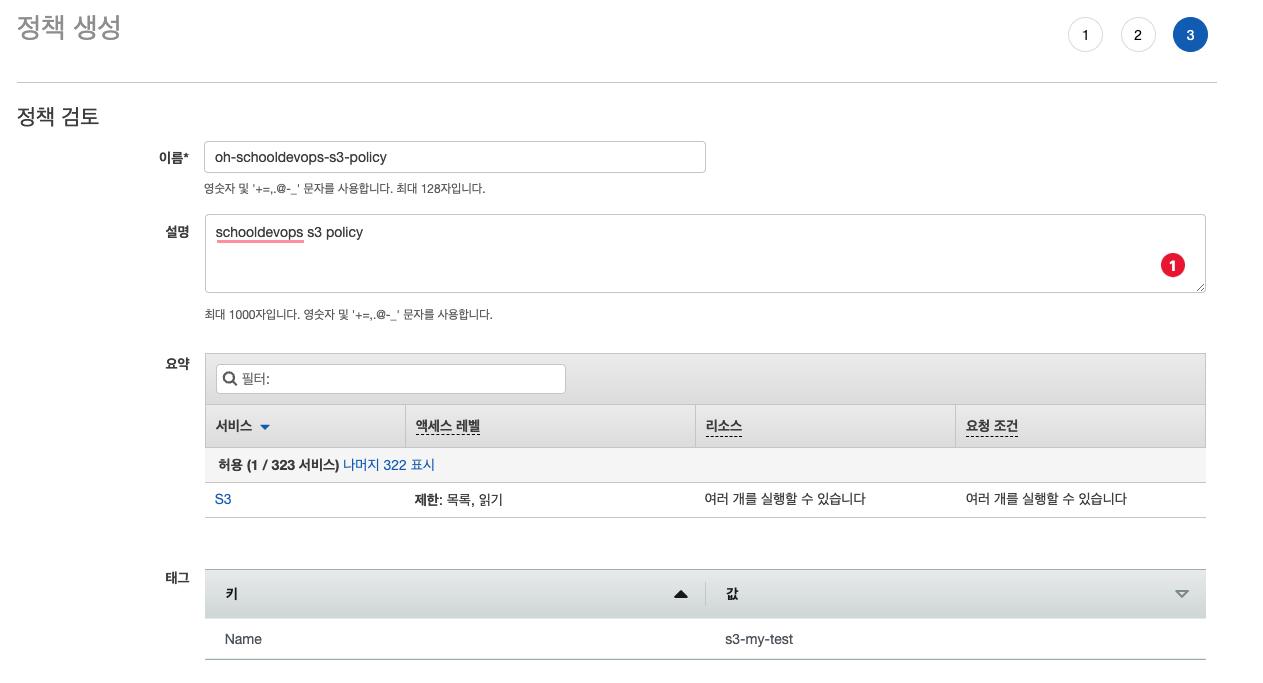 정책 생성
1 2 3
정책 검토
이름* oh-schooldevops-s3-policy
영숫자 및 '+=,.@-_' 문자를 사용합니다. 최대 128자입니다.
설명 schooldevops s3 policy
1
최대 1000자입니다. 영숫자 및 '+=,.@-_' 문자를 사용합니다.
요약 필터:
서비스 액세스 레벨 리소스 요청 조건
허용 (1 / 323 서비스) 나머지 322 표시
S3 제한: 목록, 읽기 여러 개를 실행할 수 있습니다 여러 개를 실행할 수 있습니다
태그 키 값
Name s3-my-test